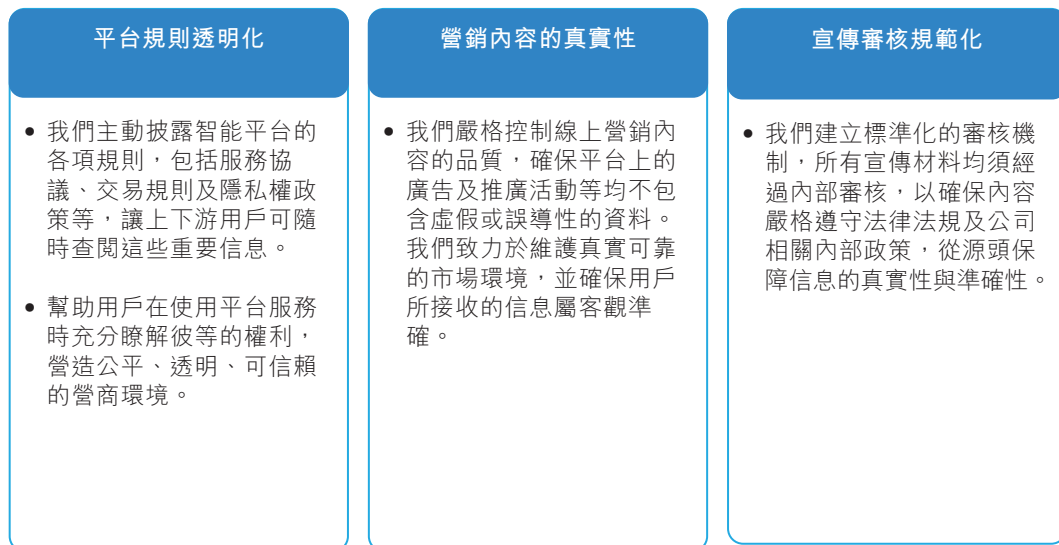 平台規則透明化
• 我們主動披露智能平台的
各項規則，包括服務協
議、交易規則及隱私權政
策等，讓上下游用戶可隨
時查閱這些重要信息。
• 幫助用戶在使用平台服務
時充分瞭解彼等的權利，
營造公平、透明、可信賴
的營商環境。
營銷內容的真實性
• 我們嚴格控制線上營銷內
容的品質，確保平台上的
廣告及推廣活動等均不包
含虛假或誤導性的資料。
我們致力於維護真實可靠
的市場環境，並確保用戶
所接收的信息屬客觀準
確。
宣傳審核規範化
• 我們建立標準化的審核機
制，所有宣傳材料均須經
過內部審核，以確保內容
嚴格遵守法律法規及公司
相關內部政策，從源頭保
障信息的真實性與準確性。